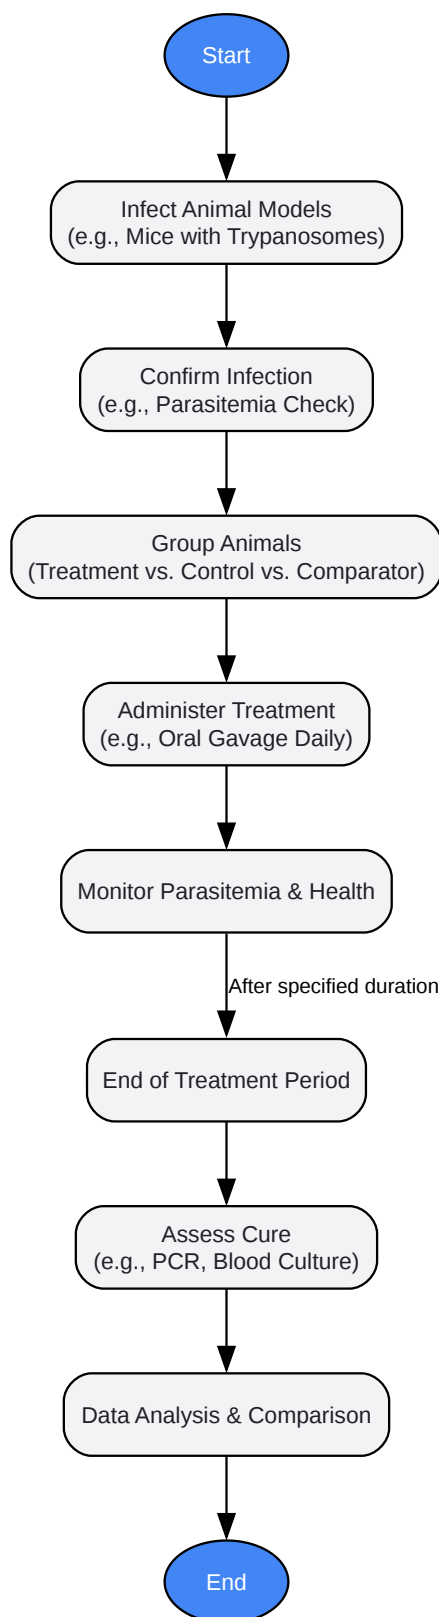 Start
Infect Animal Models
(e.g., Mice with Trypanosomes)
Confirm Infection
(e.g., Parasitemia Check)
Group Animals
(Treatment vs. Control vs. Comparator)
Administer Treatment
(e.g., Oral Gavage Daily)
Monitor Parasitemia & Health
After specified duration
End of Treatment Period
Assess Cure
(e.g., PCR, Blood Culture)
Data Analysis & Comparison
End